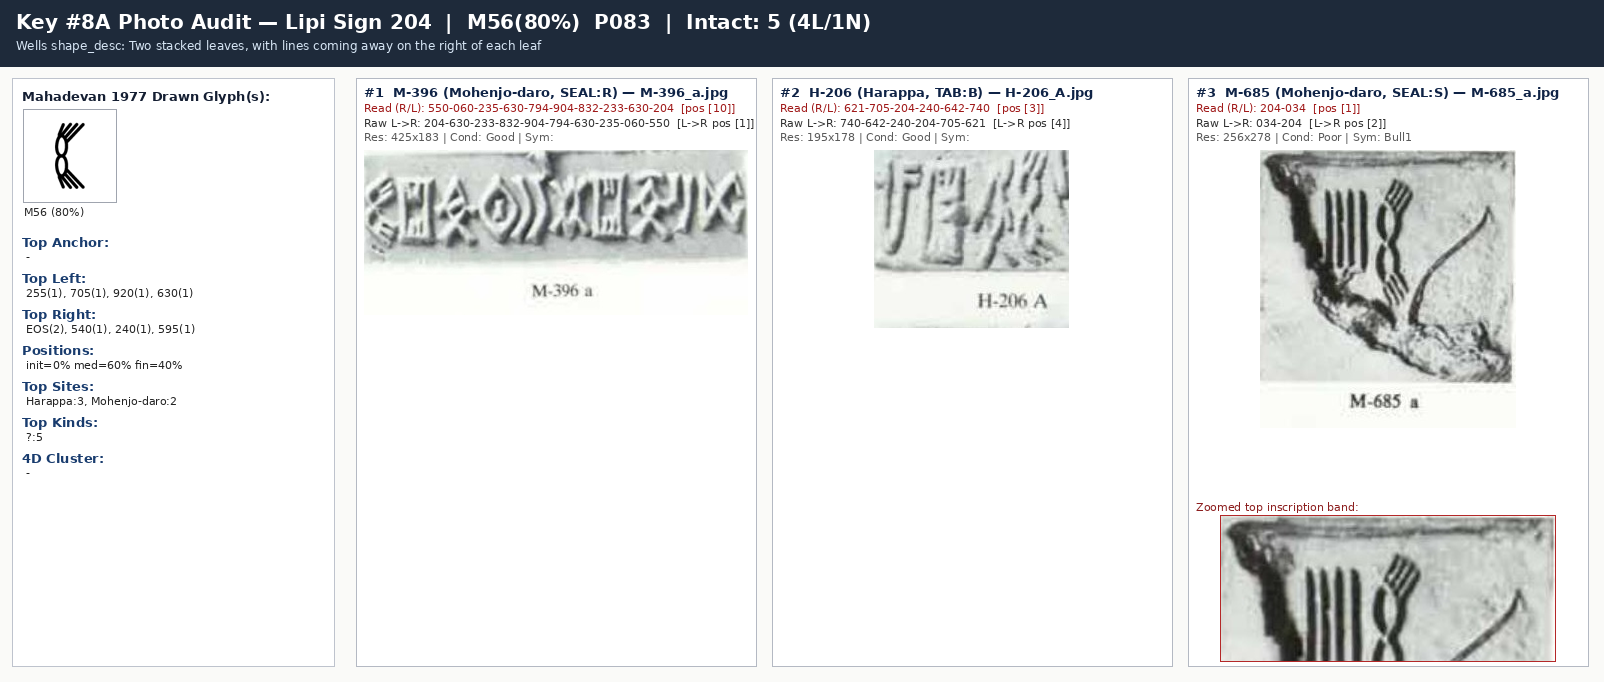 Key #8A Photo Audit — Lipi Sign 204 | M56(80%) P083 | Intact: 5 (4L/1N)
Wells shape_desc: Two stacked leaves, with lines coming away on the right of each leaf
Mahadevan 1977 Drawn Glyph(s):
M56 (80%)
Top Anchor:
-
Top Left:
255(1), 705(1), 920(1), 630(1)
Top Right:
EOS(2), 540(1), 240(1), 595(1)
Positions:
init=0% med=60% fin=40%
Top Sites:
Harappa:3, Mohenjo-daro:2
Top Kinds:
?:5
4D Cluster:
-
#1 M-396 (Mohenjo-daro, SEAL:R) — M-396_a.jpg
Read (R/L): 550-060-235-630-794-904-832-233-630-204 [pos [10]]
Raw L->R: 204-630-233-832-904-794-630-235-060-550 [L->R pos [1]]
Res: 425x183 | Cond: Good | Sym:
M-396 a
#2 H-206 (Harappa, TAB:B) — H-206_A.jpg
Read (R/L): 621-705-204-240-642-740 [pos [3]]
Raw L->R: 740-642-240-204-705-621 [L->R pos [4]]
Res: 195x178 | Cond: Good | Sym:
H-206 A
#3 M-685 (Mohenjo-daro, SEAL:S) — M-685_a.jpg
Read (R/L): 204-034 [pos [1]]
Raw L->R: 034-204 [L->R pos [2]]
Res: 256x278 | Cond: Poor | Sym: Bull1
M-685 a
Zoomed top inscription band: